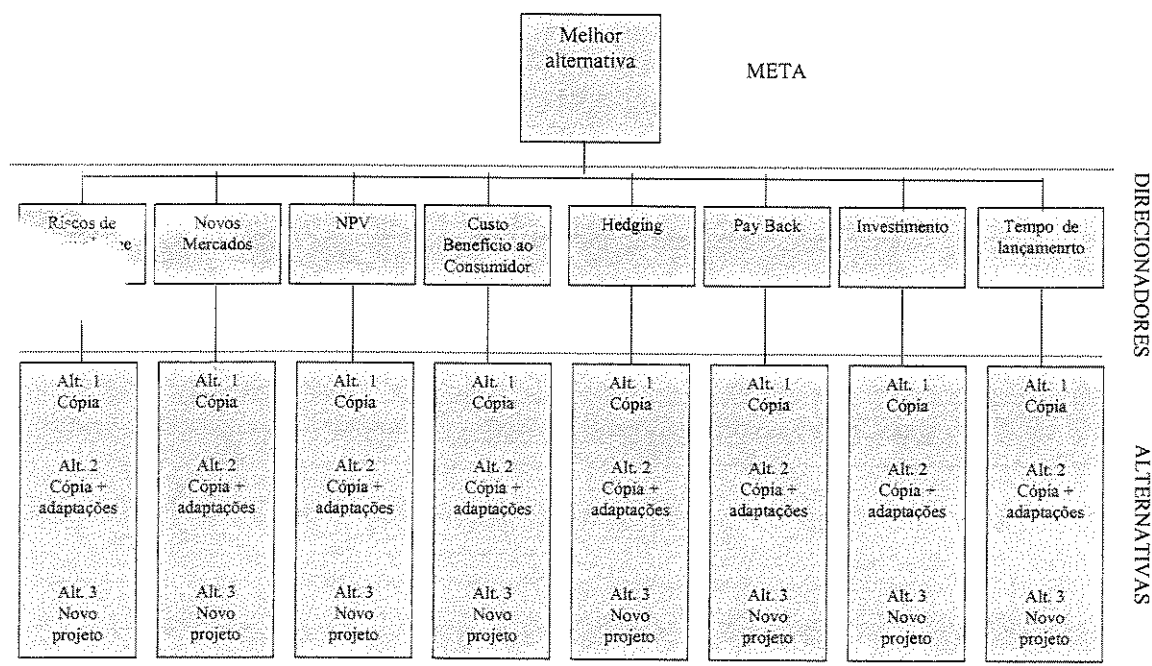 Melhor
alternativa
META
DIRECIONADORES
Riscos de
Novos
Mercados
NPV
Custo
Benefício ao
Consumidor
Hedging
Pay Back
Investimento
Tempo de
lançamenrto
ALTERNATIVAS
Alt. 1
Cópia
Alt. 2
Cópia +
adaptações
Alt. 3
Novo
projeto
Alt. 1
Cópia
Alt. 2
Cópia +
adaptações
Alt. 3
Novo
projeto
Alt. 1
Cópia
Alt. 2
Cópia +
adaptações
Alt. 3
Novo
projeto
Alt. 1
Cópia
Alt. 2
Cópia +
adaptações
Alt. 3
Novo
projeto
Alt. 1
Cópia
Alt. 2
Cópia +
adaptações
Alt. 3
Novo
projeto
Alt. 1
Cópia
Alt. 2
Cópia +
adaptações
Alt. 3
Novo
projeto
Alt. 1
Cópia
Alt. 2
Cópia +
adaptações
Alt. 3
Novo
projeto
Alt. 1
Cópia
Alt. 2
Cópia +
adaptações
Alt. 3
Novo
projeto